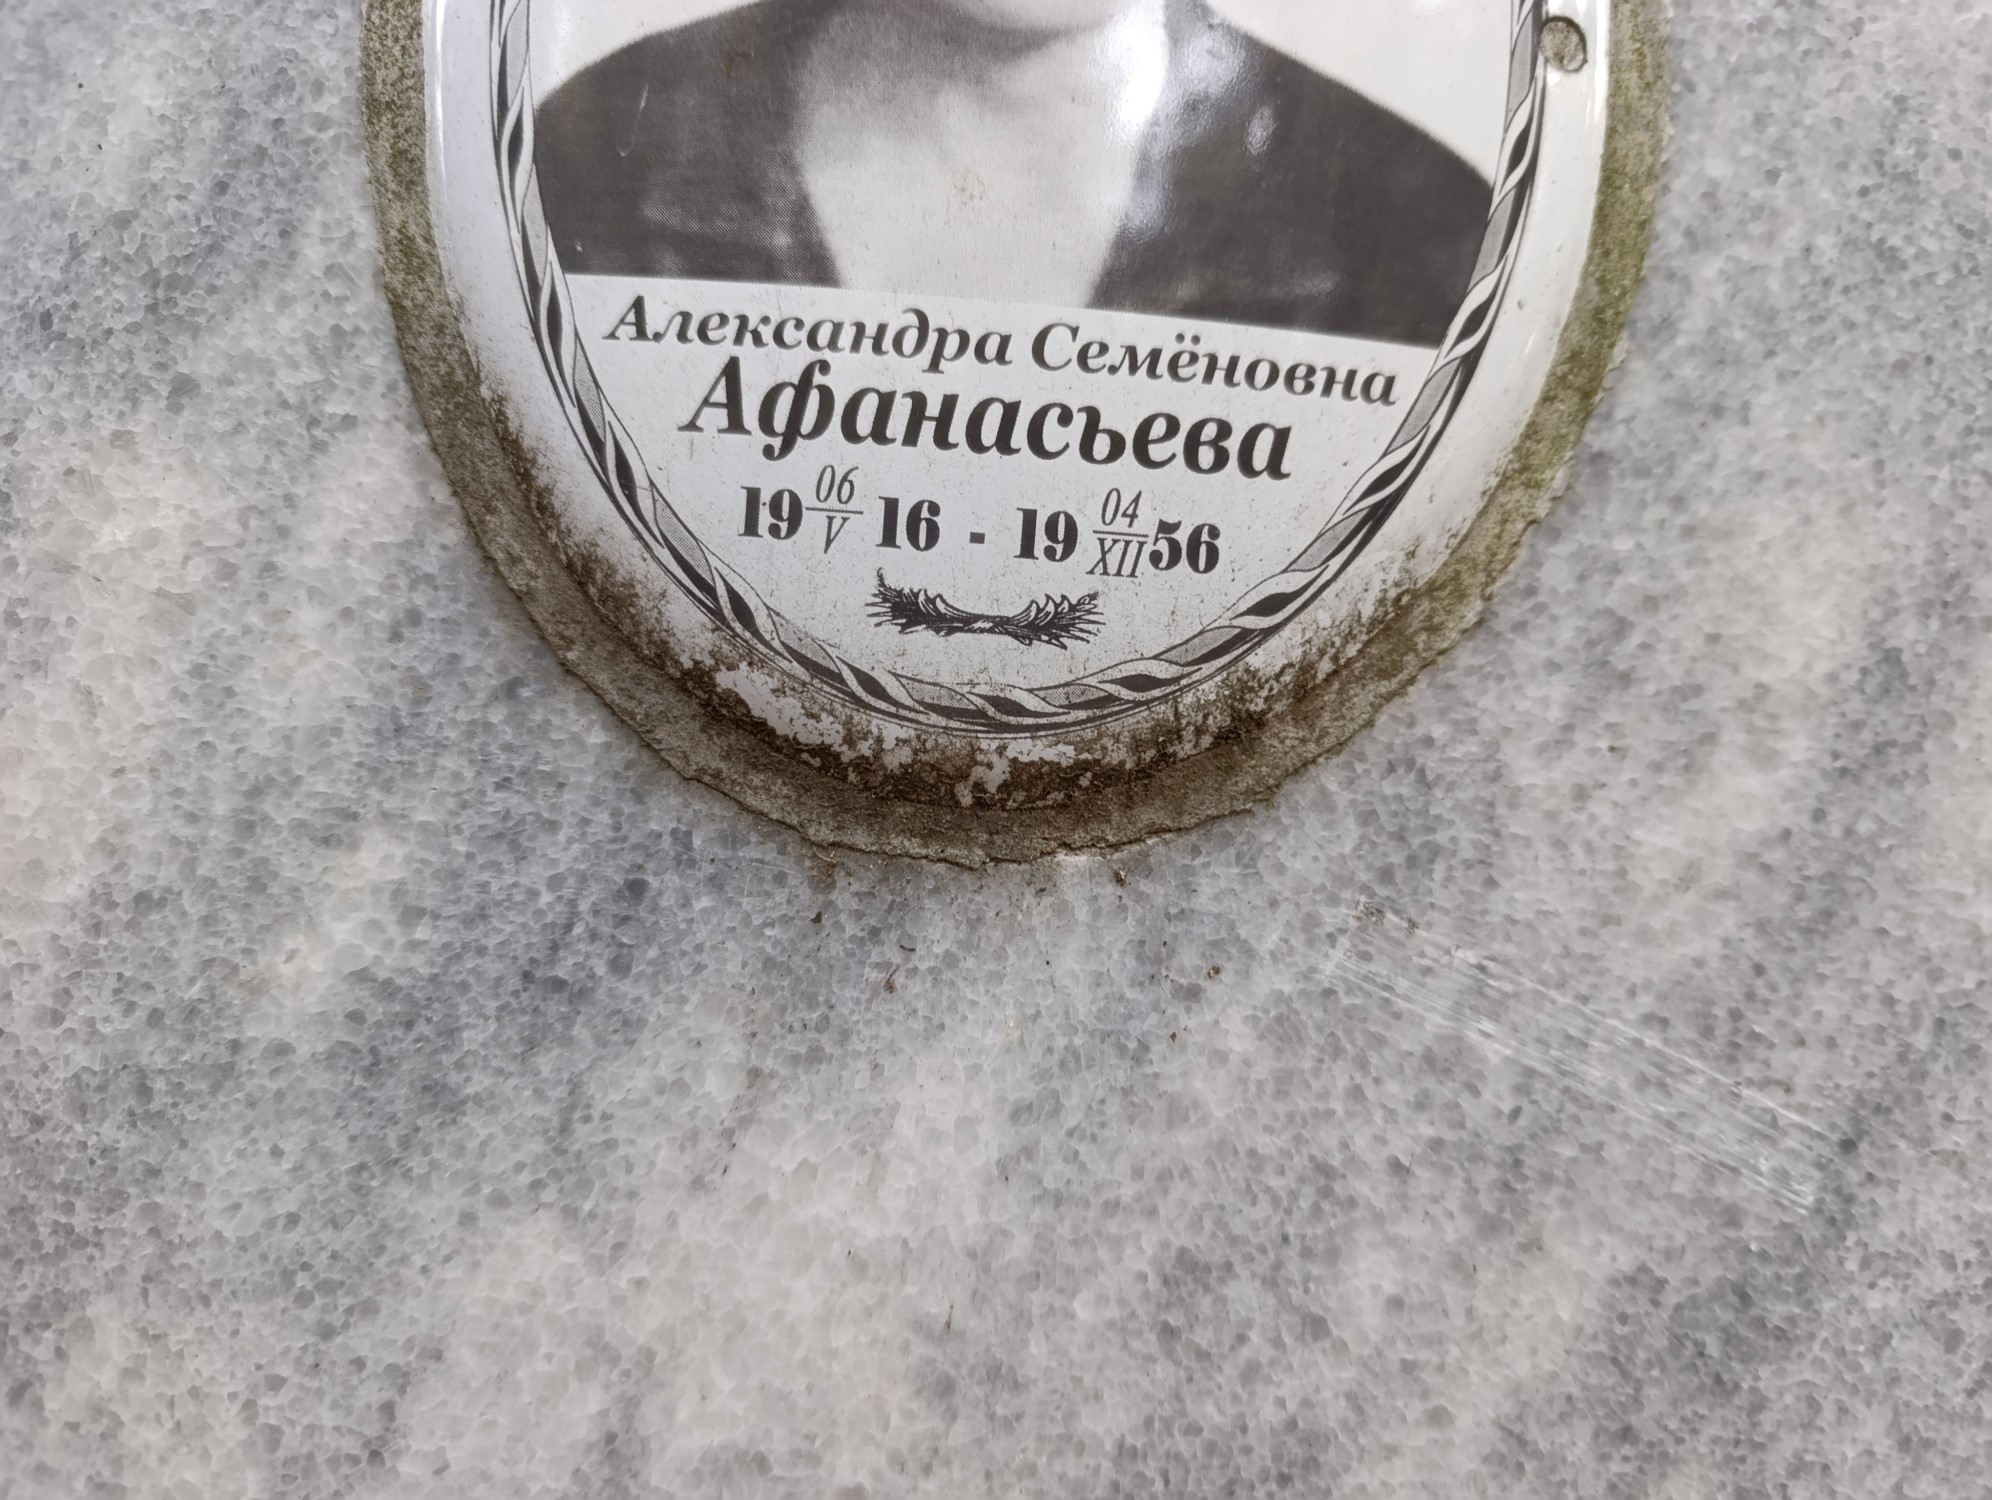 Александра Семёновна
Афанасьева
19 06/V 16 - 19 04/XII 56